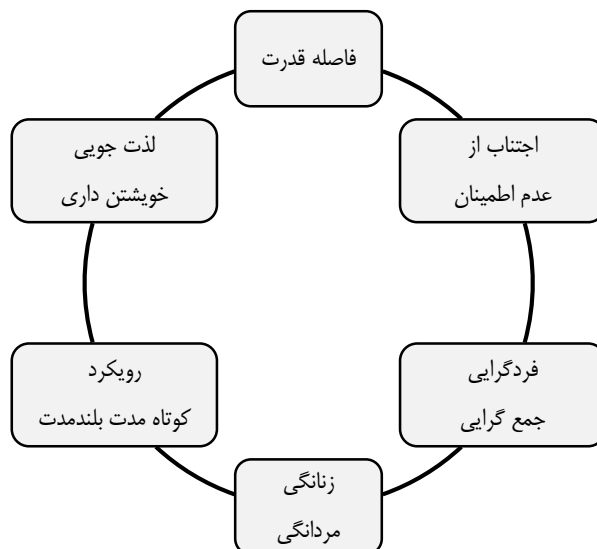 فاصله قدرت
اجتناب از
عدم اطمینان
فردگرایی
جمع گرایی
زنانگی
مردانگی
رویکرد
کوتاه مدت بلندمدت
لذت جویی
خویشتن داری